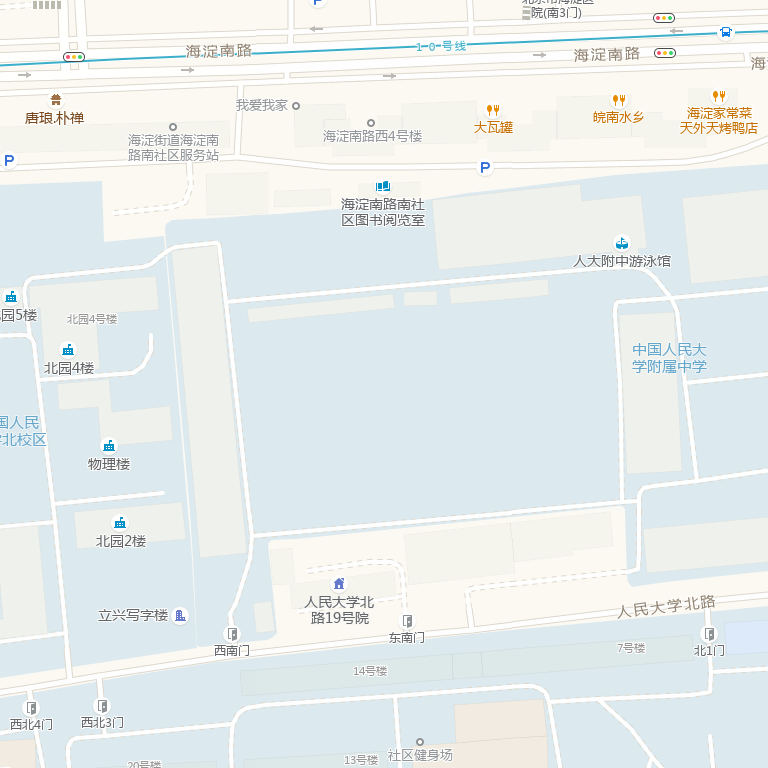 北京市海淀医
院(南3门)
海淀南路
10号线
海淀南路
海
唐琅.朴禅
我爱我家
海淀街道海淀南
路南社区服务站
海淀南路西4号楼
大瓦罐
皖南水乡
海淀家常菜
天外天烤鸭店
P
P
P
海淀南路南社
区图书阅览室
人大附中游泳馆
北园5楼
北园4号楼
北园4楼
中国人民大
学附属中学
国人民
学北校区
物理楼
北园2楼
立兴写字楼
人民大学北
路19号院
人民大学北路
西南门
东南门
北1门
7号楼
14号楼
西北4门
西北3门
社区健身场
20号楼
13号楼